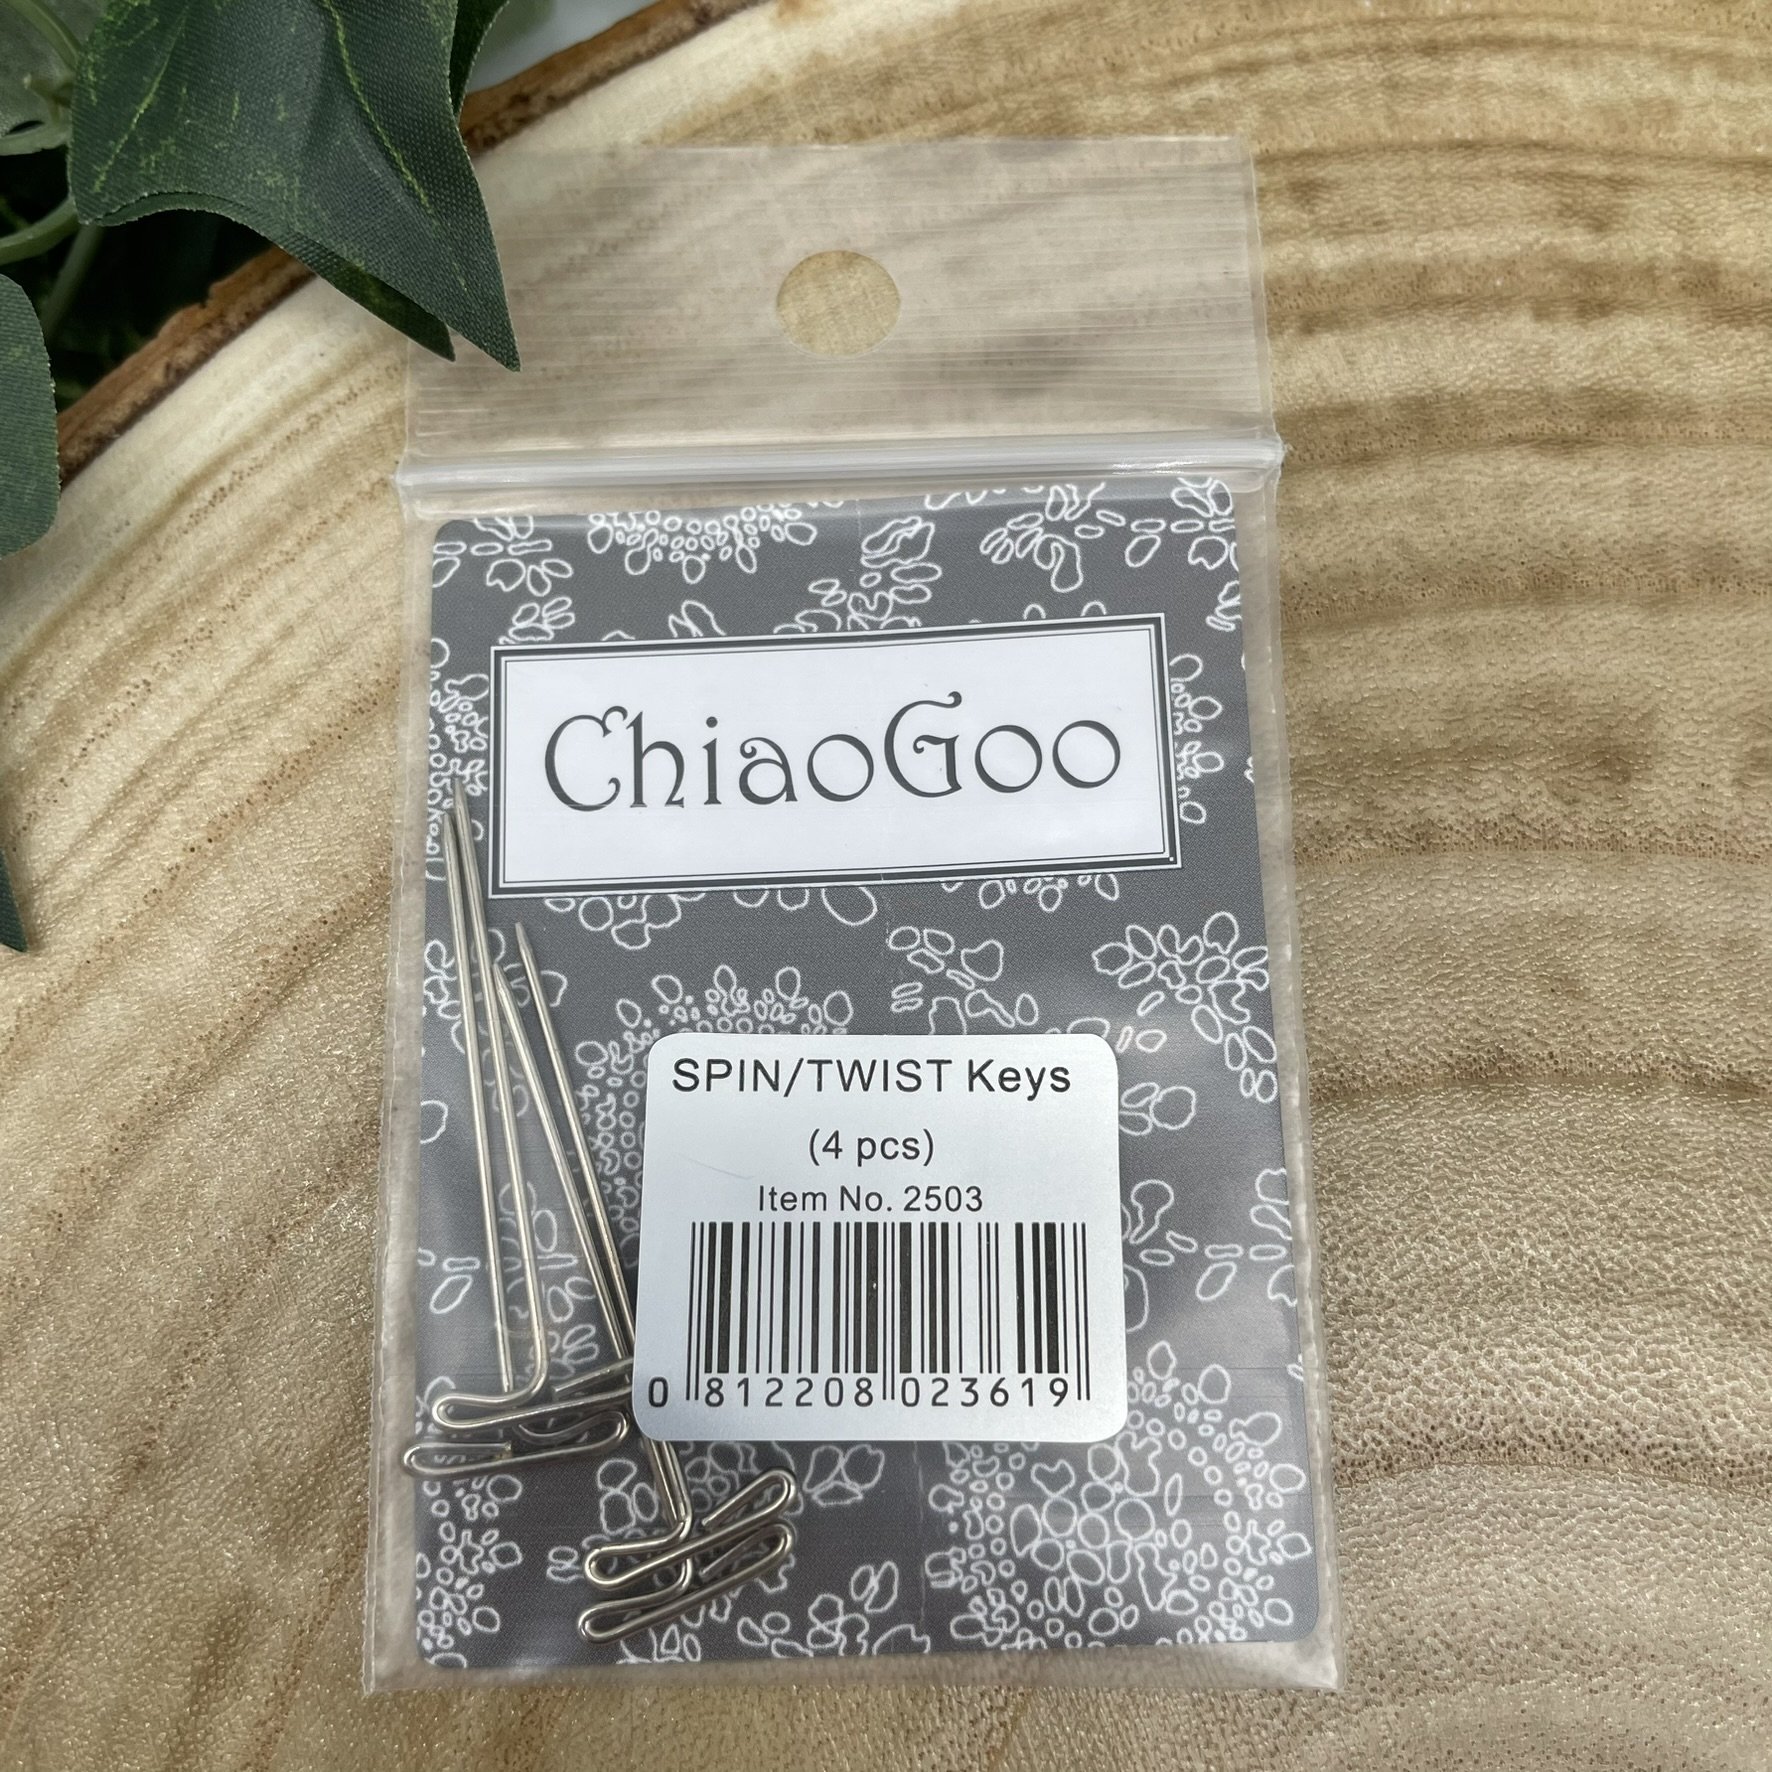 ChiaoGoo
SPIN/TWIST Keys
(4 pcs)
Item No. 2503
0 812208 023619